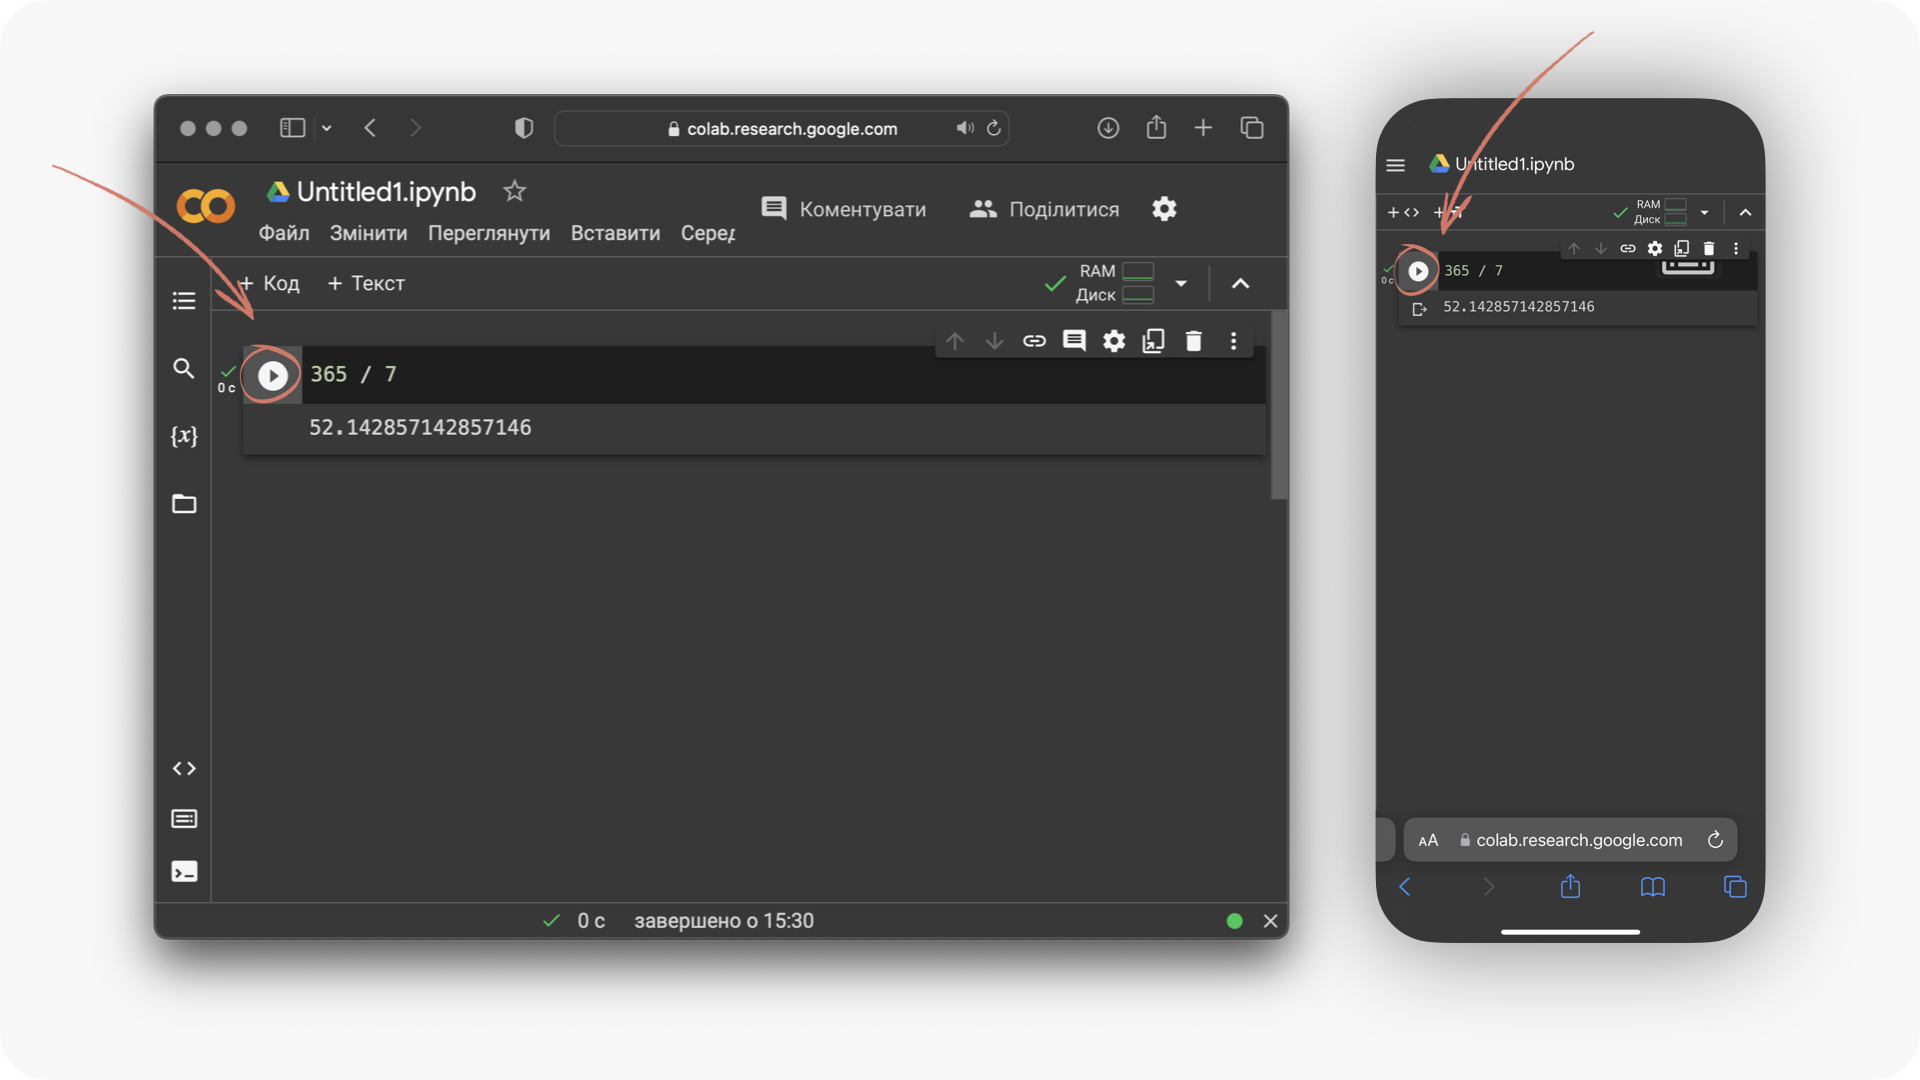 colab.research.google.com
Untitled1.ipynb
Файл Змінити Переглянути Вставити Серед
Коментувати Поділитися
+ Код + Текст
RAM
Диск
0 с
365 / 7
52.142857142857146
{x}
0 с завершено о 15:30
Untitled1.ipynb
RAM
Диск
0 с
365 / 7
52.142857142857146
AA colab.research.google.com